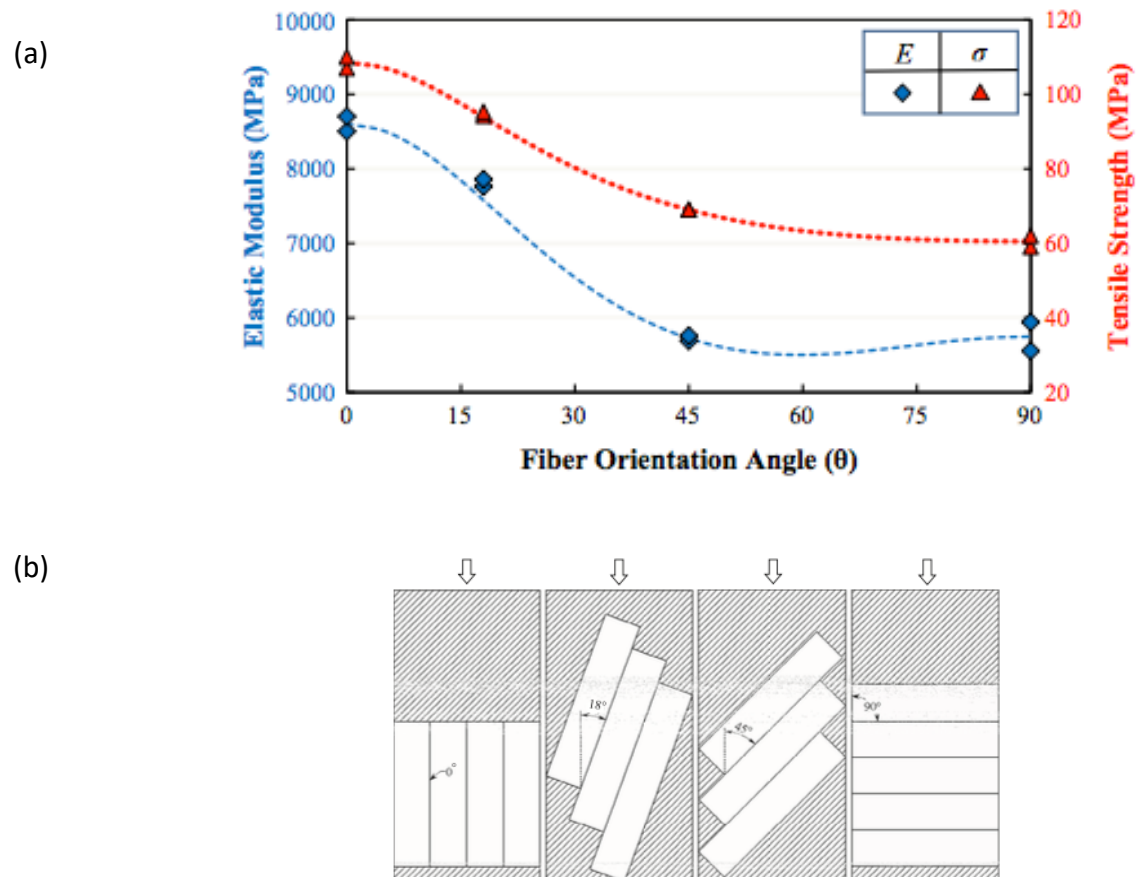 (a)
10000
9000
8000
7000
6000
5000
Elastic Modulus (MPa)
E σ
120
100
80
60
40
20
Tensile Strength (MPa)
0 15 30 45 60 75 90
Fiber Orientation Angle (θ)
(b)
0°
18°
45°
90°